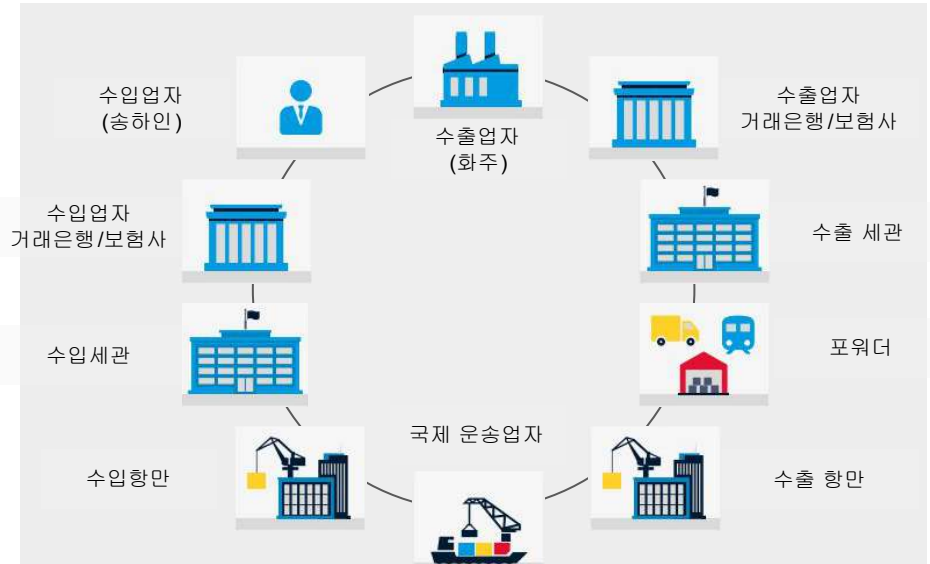 수출업자
(화주)
수출업자
거래은행/보험사
수출 세관
포워더
수출 항만
국제 운송업자
수입항만
수입세관
수입업자
거래은행/보험사
수입업자
(송하인)